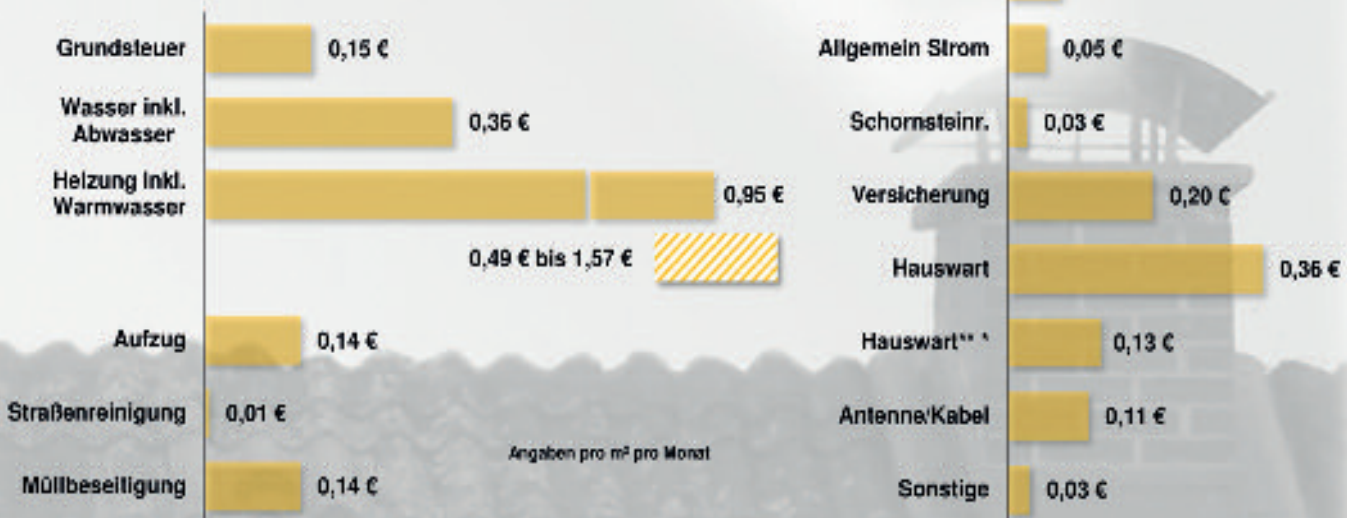 Grundsteuer
0,15 €
Wasser inkl.
Abwasser
0,36 €
Heizung inkl.
Warmwasser
0,95 €
0,49 € bis 1,57 €
Aufzug
0,14 €
Straßenreinigung
0,01 €
Angaben pro m² pro Monat
Müllbeseitigung
0,14 €
Allgemein Strom
0,05 €
Schornsteinr.
0,03 €
Versicherung
0,20 €
Hauswart
0,36 €
Hauswart** *
0,13 €
Antenne/Kabel
0,11 €
Sonstige
0,03 €